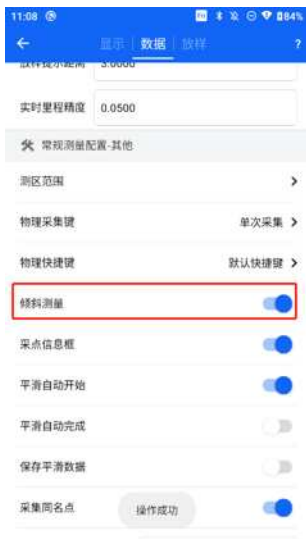 11:08 84%
显示 数据 放样 ?
放样提示距离 3.0000
实时里程精度 0.0500
常规测量配置-其他
测区范围
物理采集键 单次采集
物理快捷键 默认快捷键
倾斜测量
采点信息框
平滑自动开始
平滑自动完成
保存平滑数据
采集同名点
操作成功